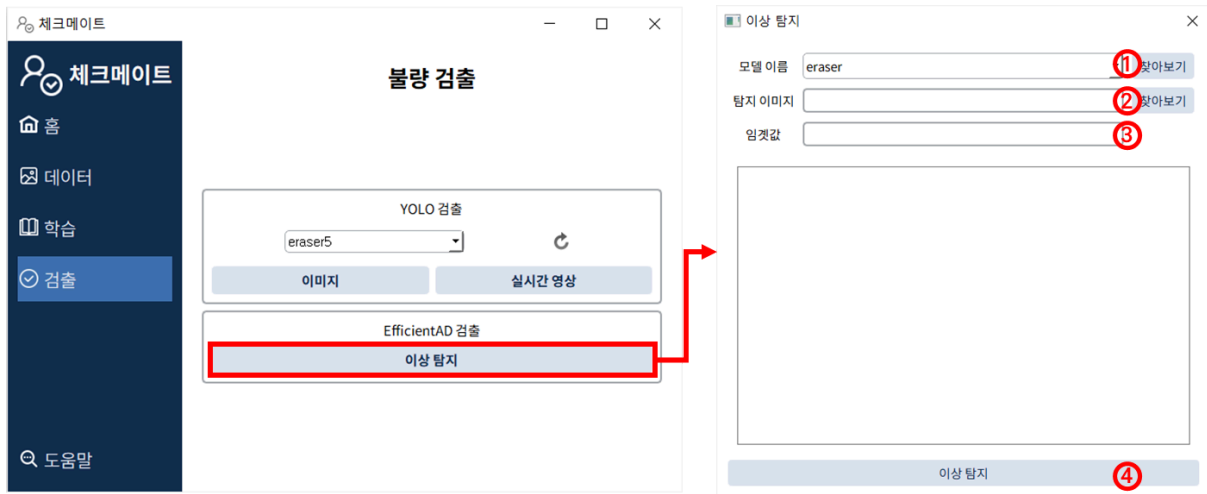 체크메이트
체크메이트
홈
데이터
학습
검출
도움말
불량 검출
YOLO 검출
eraser5
이미지
실시간 영상
EfficientAD 검출
이상 탐지
이상 탐지
모델 이름
eraser
① 찾아보기
탐지 이미지
② 찾아보기
임곗값
③
이상 탐지
④